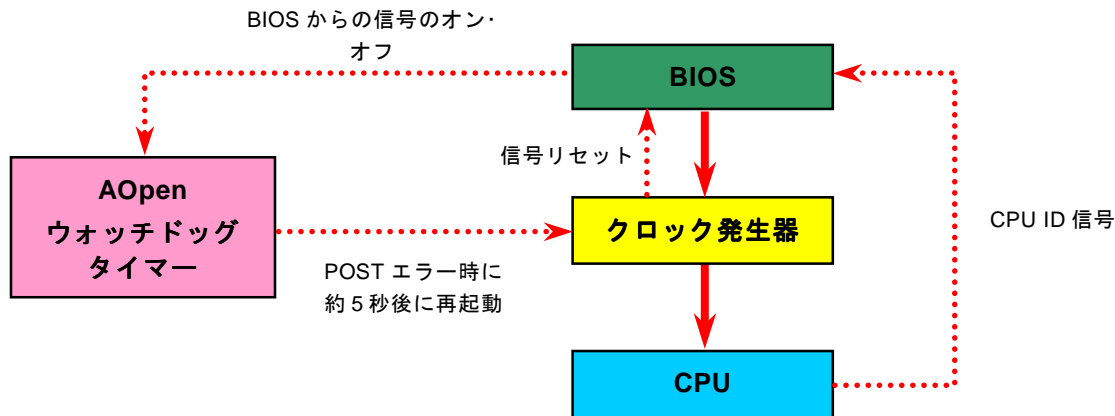 BIOS からの信号のオン･
オフ
BIOS
信号リセット
AOpen
ウォッチドッグ
タイマー
クロック発生器
CPU ID 信号
POST エラー時に
約 5 秒後に再起動
CPU